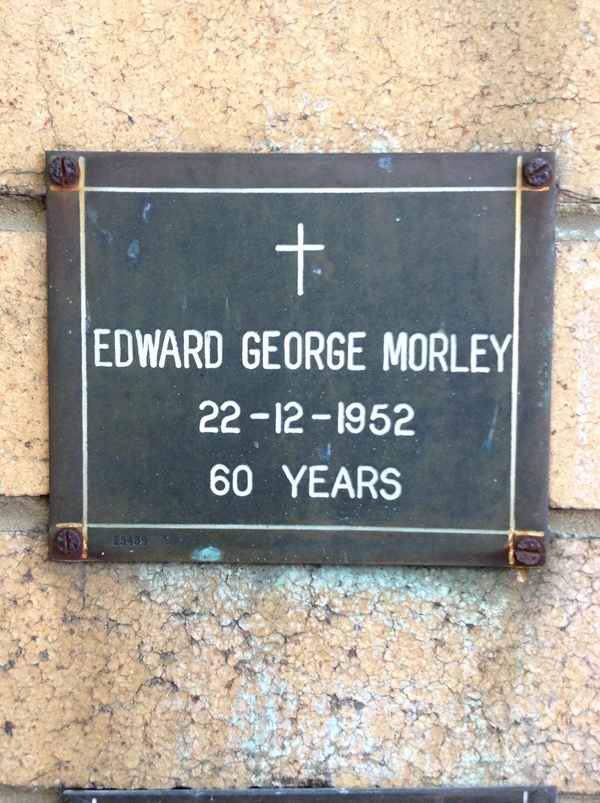 EDWARD GEORGE MORLEY
22-12-1952
60 YEARS